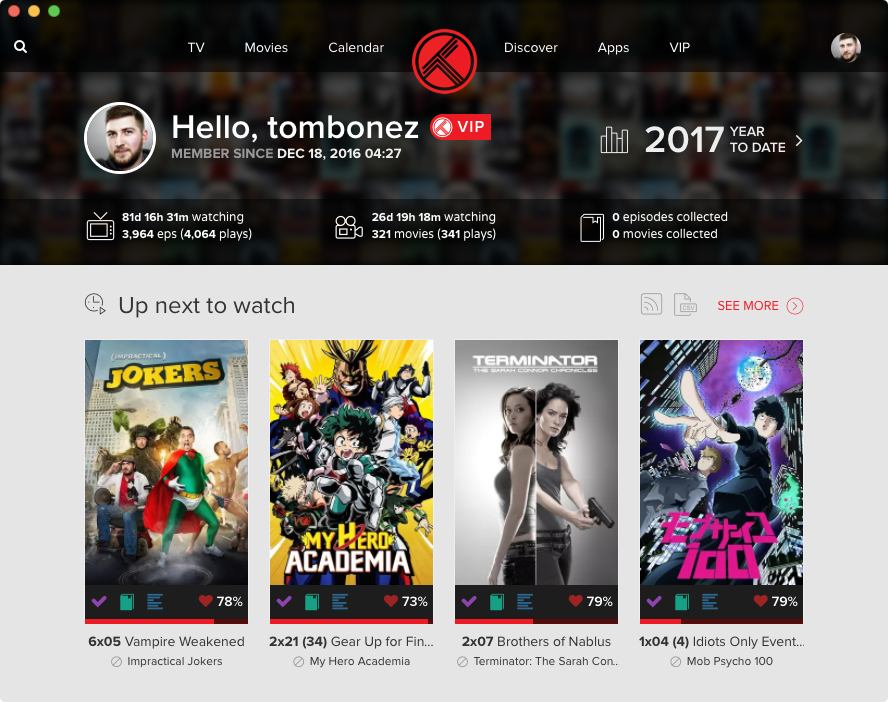 TV Movies Calendar Discover Apps VIP
Hello, tombonez VIP
MEMBER SINCE DEC 18, 2016 04:27
2017 YEAR
TO DATE
81d 16h 31m watching
3,964 eps (4,064 plays)
26d 19h 18m watching
321 movies (341 plays)
0 episodes collected
0 movies collected
Up next to watch
CSV
SEE MORE
(IMPRACTICAL)
JOKERS
MY HERO
ACADEMIA
TERMINATOR
THE SARAH CONNOR CHRONICLES
モブサイコ
100
78%
73%
79%
79%
6x05 Vampire Weakened
Impractical Jokers
2x21 (34) Gear Up for Fin...
My Hero Academia
2x07 Brothers of Nablus
Terminator: The Sarah Con..
1x04 (4) Idiots Only Event...
Mob Psycho 100